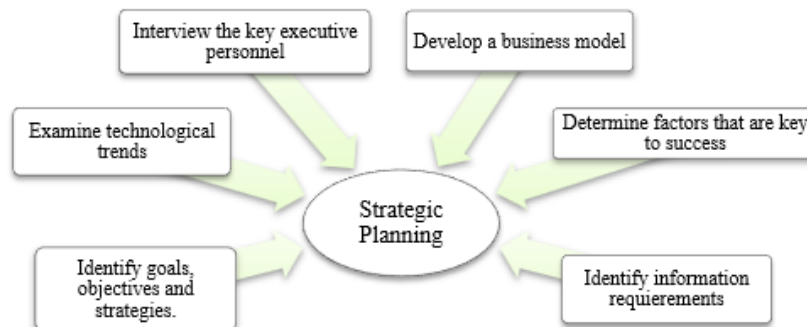 Interview the key executive
personnel
Develop a business model
Examine technological
trends
Determine factors that are key
to success
Strategic
Planning
Identify goals,
objectives and
strategies.
Identify information
requierements